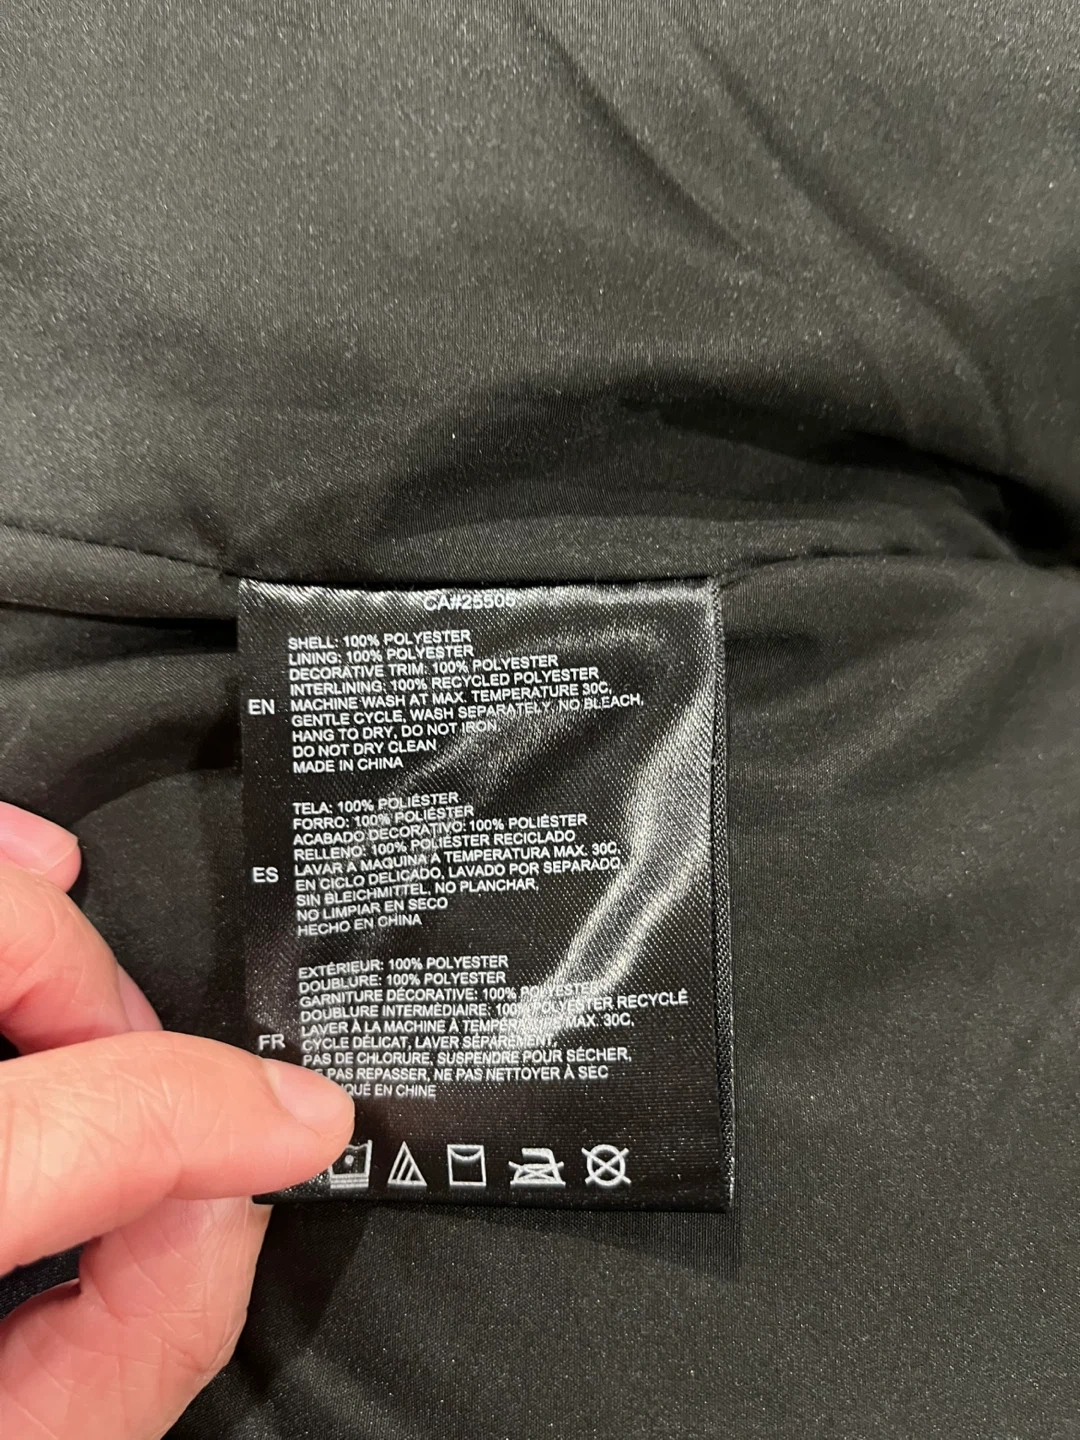 CA#25505
SHELL: 100% POLYESTER
LINING: 100% POLYESTER
DECORATIVE TRIM: 100% POLYESTER
INTERLINING: 100% RECYCLED POLYESTER
EN
MACHINE WASH AT MAX. TEMPERATURE 30C,
GENTLE CYCLE, WASH SEPARATELY, NO BLEACH,
HANG TO DRY, DO NOT IRON
DO NOT DRY CLEAN
MADE IN CHINA
TELA: 100% POLIÉSTER
FORRO: 100% POLIÉSTER
ACABADO DECORATIVO: 100% POLIÉSTER
RELLENO: 100% POLIÉSTER RECICLADO
LAVAR A MAQUINA A TEMPERATURA MAX. 30C,
ES
EN CICLO DELICADO, LAVADO POR SEPARADO,
SIN BLEICHMITTEL, NO PLANCHAR,
NO LIMPIAR EN SECO
HECHO EN CHINA
EXTÉRIEUR: 100% POLYESTER
DOUBLURE: 100% POLYESTER
GARNITURE DÉCORATIVE: 100% POLYESTER
DOUBLURE INTERMÉDIAIRE: 100% POLYESTER RECYCLÉ
LAVER À LA MACHINE À TEMPÉR MAX. 30C,
FR
CYCLE DÉLICAT, LAVER SÉPARÉMENT,
PAS DE CHLORURE, SUSPENDRE POUR SÉCHER,
PAS REPASSER, NE PAS NETTOYER À SEC
QUÉ EN CHINE